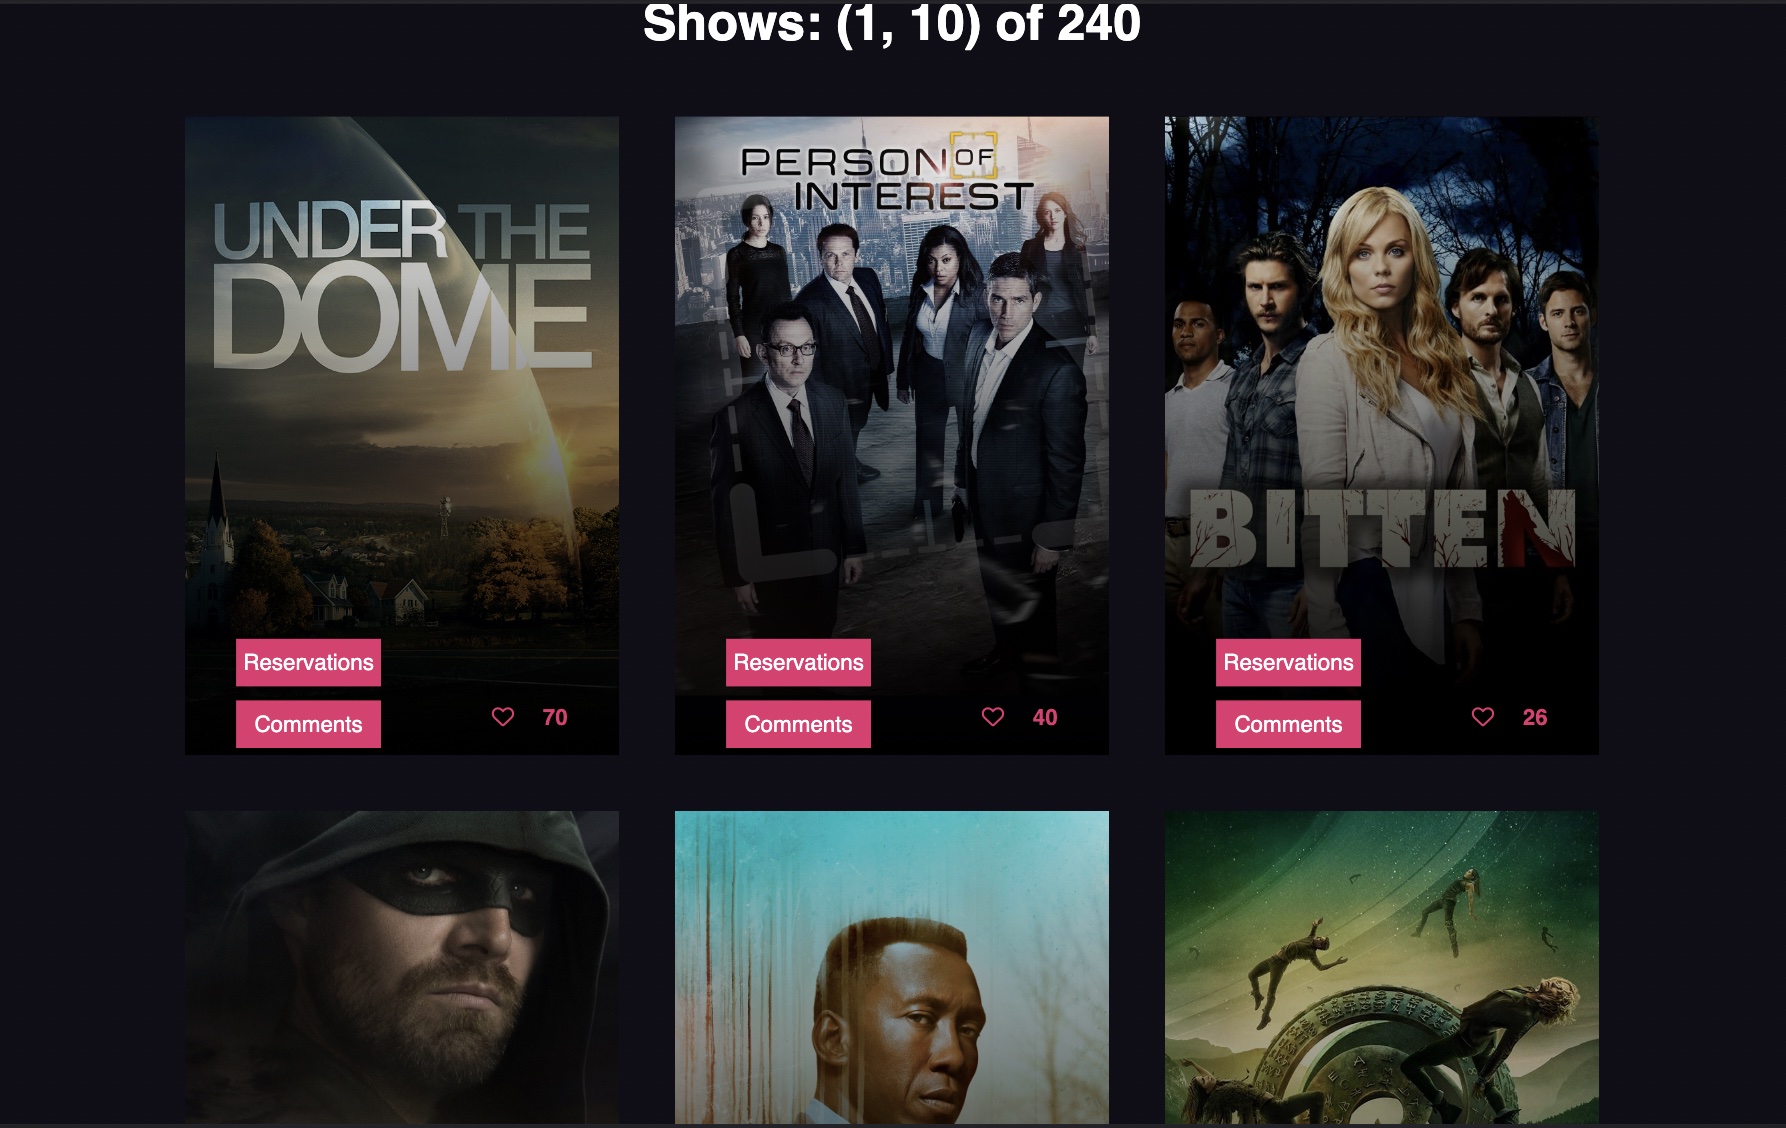 Shows: (1, 10) of 240
UNDER THE
DOME
Reservations
Comments
70
PERSON OF
INTEREST
Reservations
Comments
40
BITTEN
Reservations
Comments
26